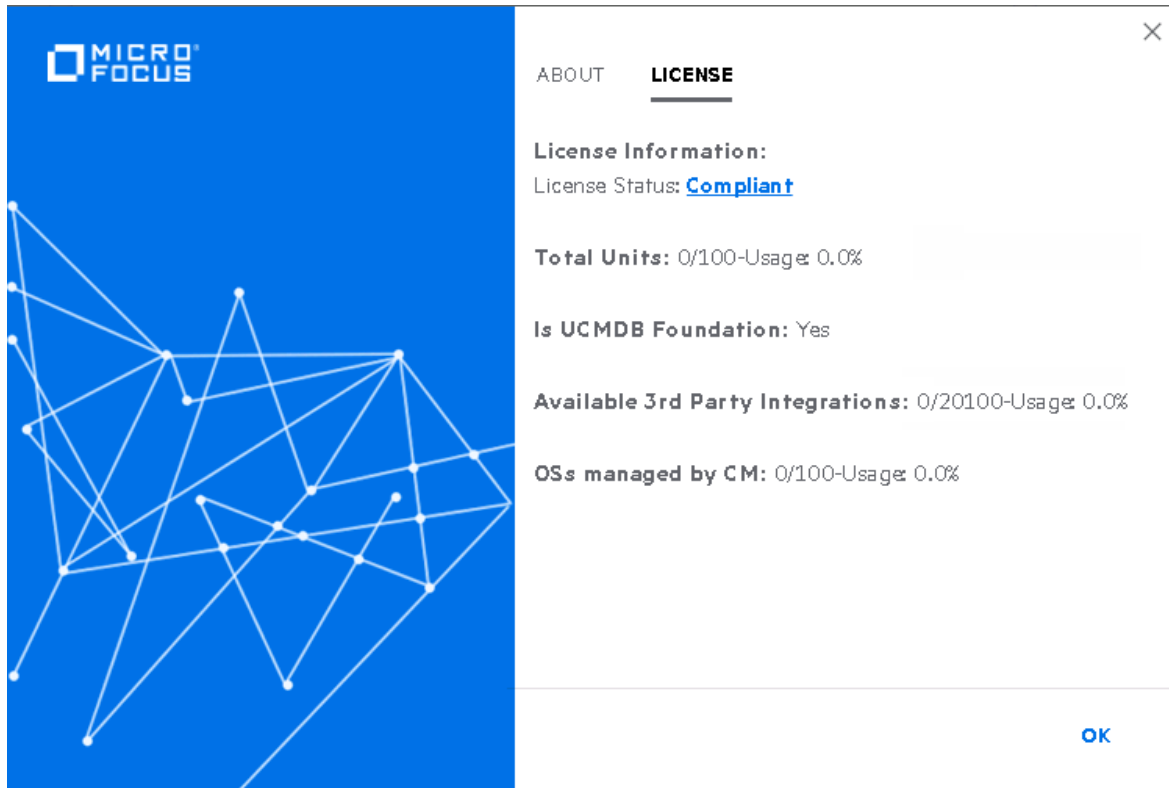 MICRO
FOCUS
ABOUT LICENSE
License Information:
License Status: Compliant
Total Units: 0/100-Usage: 0.0%
Is UCMDB Foundation: Yes
Available 3rd Party Integrations: 0/20100-Usage: 0.0%
OSs managed by CM: 0/100-Usage: 0.0%
OK